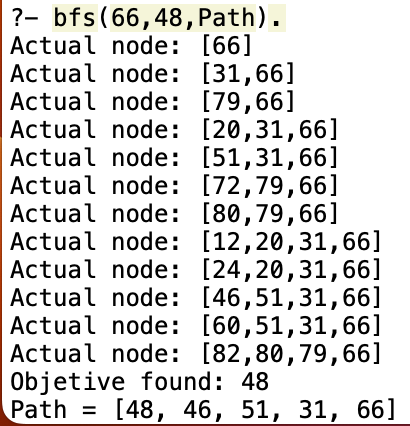 ?- bfs(66,48,Path).
Actual node: [66]
Actual node: [31,66]
Actual node: [79,66]
Actual node: [20,31,66]
Actual node: [51,31,66]
Actual node: [72,79,66]
Actual node: [80,79,66]
Actual node: [12,20,31,66]
Actual node: [24,20,31,66]
Actual node: [46,51,31,66]
Actual node: [60,51,31,66]
Actual node: [82,80,79,66]
Objetive found: 48
Path = [48, 46, 51, 31, 66]